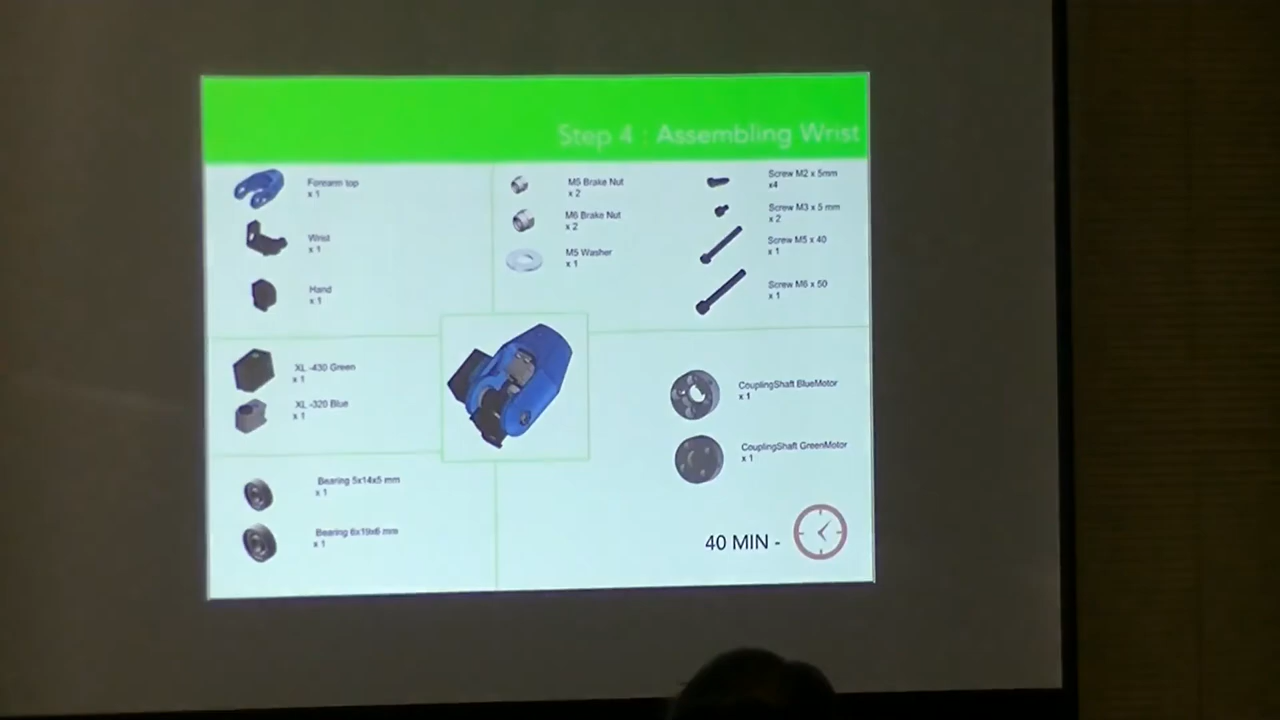 Step 4 : Assembling Wrist
Forearm top
x 1
Wrist
x 1
Hand
x 1
M5 Brake Nut
x 2
M6 Brake Nut
x 2
M5 Washer
x 1
Screw M2 x 5mm
x4
Screw M3 x 5 mm
x 2
Screw M5 x 40
x 1
Screw M6 x 50
x 1
XL -430 Green
x 1
XL -320 Blue
x 1
CouplingShaft BlueMotor
x 1
CouplingShaft GreenMotor
x 1
Bearing 5x14x5 mm
x 1
Bearing 6x19x6 mm
x 1
40 MIN -